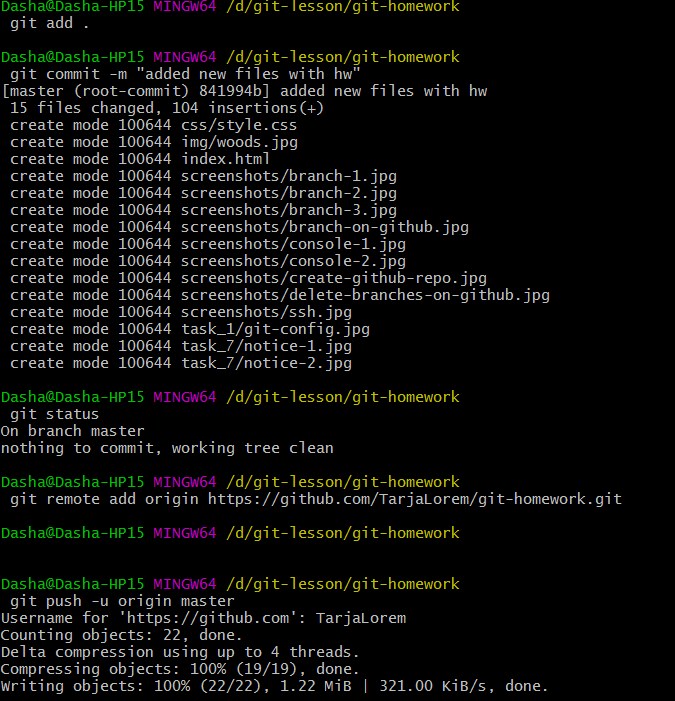 Dasha@Dasha-HP15 MINGW64 /d/git-lesson/git-homework
git add .
Dasha@Dasha-HP15 MINGW64 /d/git-lesson/git-homework
git commit -m "added new files with hw"
[master (root-commit) 841994b] added new files with hw
15 files changed, 104 insertions(+)
create mode 100644 css/style.css
create mode 100644 img/woods.jpg
create mode 100644 index.html
create mode 100644 screenshots/branch-1.jpg
create mode 100644 screenshots/branch-2.jpg
create mode 100644 screenshots/branch-3.jpg
create mode 100644 screenshots/branch-on-github.jpg
create mode 100644 screenshots/console-1.jpg
create mode 100644 screenshots/console-2.jpg
create mode 100644 screenshots/create-github-repo.jpg
create mode 100644 screenshots/delete-branches-on-github.jpg
create mode 100644 screenshots/ssh.jpg
create mode 100644 task_1/git-config.jpg
create mode 100644 task_7/notice-1.jpg
create mode 100644 task_7/notice-2.jpg
Dasha@Dasha-HP15 MINGW64 /d/git-lesson/git-homework
git status
On branch master
nothing to commit, working tree clean
Dasha@Dasha-HP15 MINGW64 /d/git-lesson/git-homework
git remote add origin https://github.com/TarjaLorem/git-homework.git
Dasha@Dasha-HP15 MINGW64 /d/git-lesson/git-homework
Dasha@Dasha-HP15 MINGW64 /d/git-lesson/git-homework
git push -u origin master
Username for 'https://github.com': TarjaLorem
Counting objects: 22, done.
Delta compression using up to 4 threads.
Compressing objects: 100% (19/19), done.
Writing objects: 100% (22/22), 1.22 MiB | 321.00 KiB/s, done.